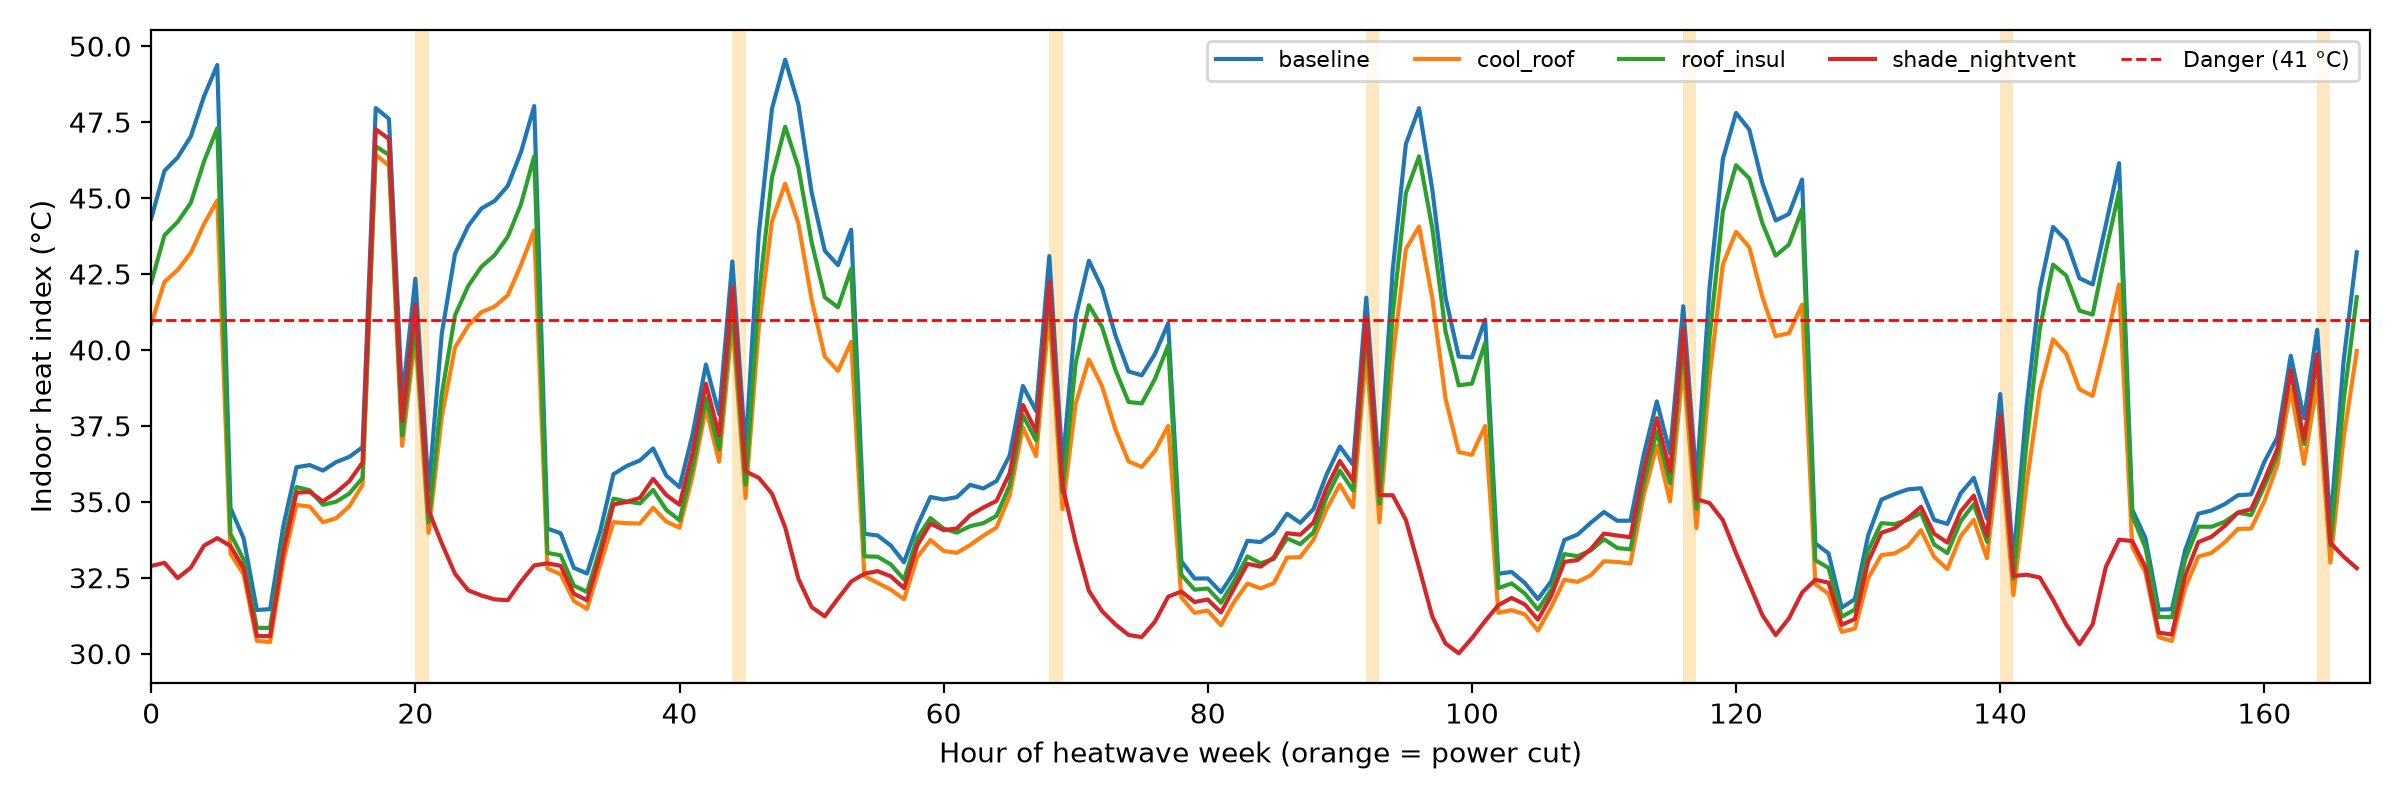 50.0
47.5
45.0
42.5
40.0
37.5
35.0
32.5
30.0
Indoor heat index (°C)
baseline cool_roof roof_insul shade_nightvent Danger (41 °C)
0 20 40 60 80 100 120 140 160
Hour of heatwave week (orange = power cut)